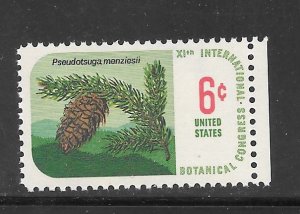 Pseudotsuga menziesii
XIth INTERNATIONAL
BOTANICAL CONGRESS
6¢
UNITED
STATES